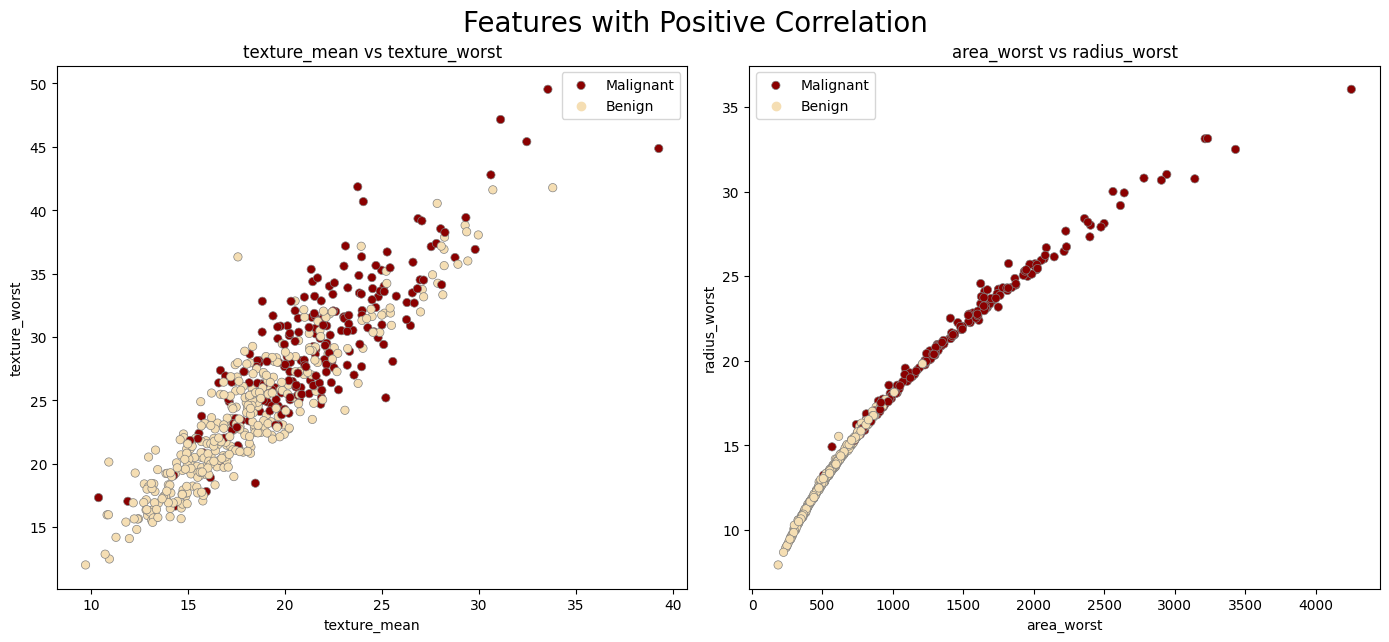 Features with Positive Correlation
texture_mean vs texture_worst
Malignant
Benign
50
45
40
35
30
25
20
15
texture_worst
10
15
20
25
30
35
40
texture_mean
area_worst vs radius_worst
Malignant
Benign
35
30
25
20
15
10
radius_worst
0
500
1000
1500
2000
2500
3000
3500
4000
area_worst